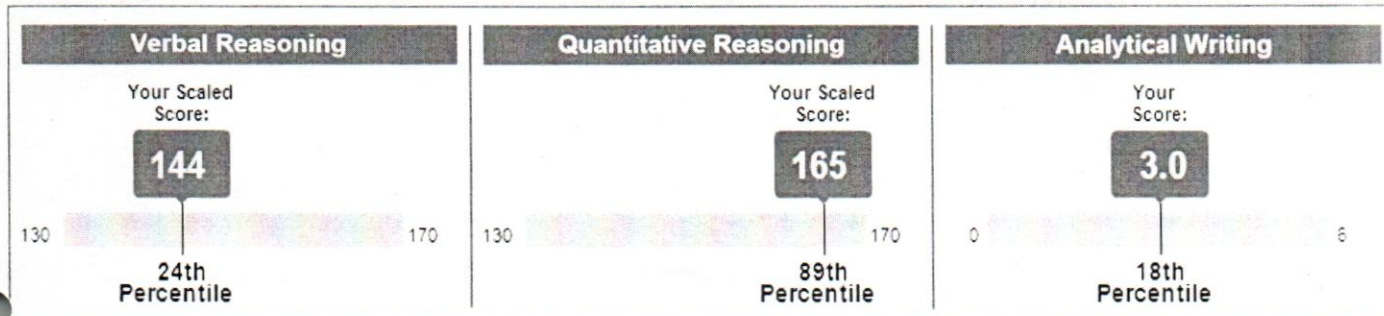 Verbal Reasoning
Your Scaled
Score:
144
130
170
24th
Percentile
Quantitative Reasoning
Your Scaled
Score:
165
130
170
89th
Percentile
Analytical Writing
Your
Score:
3.0
0
6
18th
Percentile